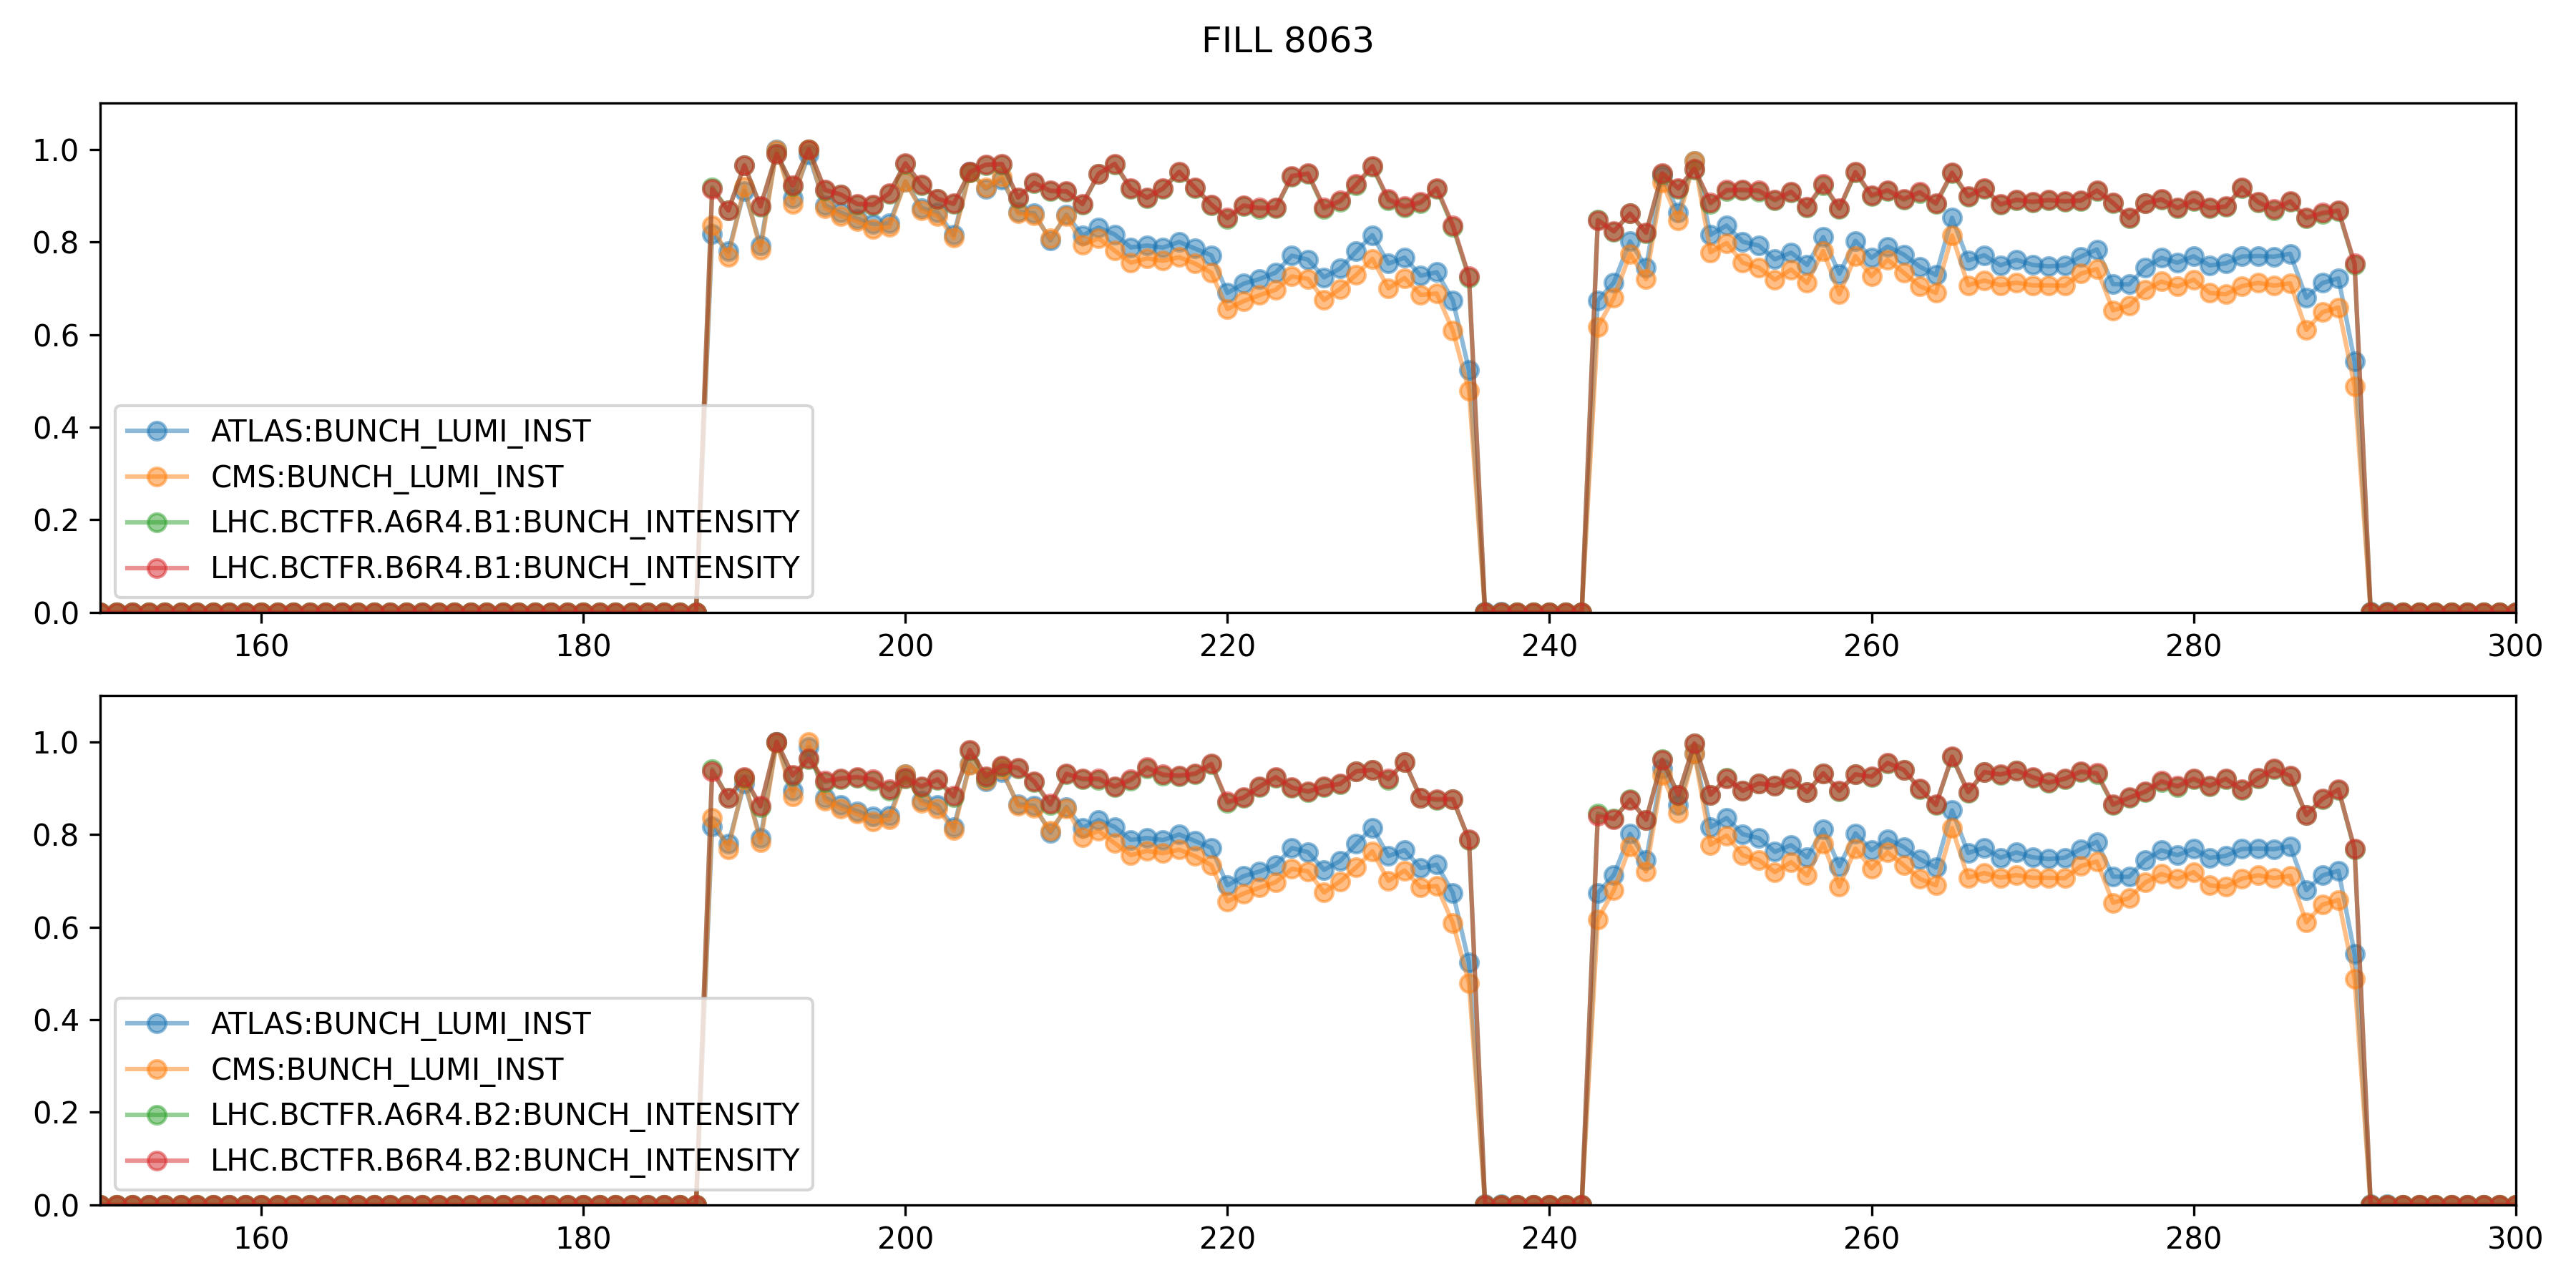 FILL 8063
1.0
0.8
0.6
0.4
0.2
0.0
ATLAS:BUNCH_LUMI_INST
CMS:BUNCH_LUMI_INST
LHC.BCTFR.A6R4.B1:BUNCH_INTENSITY
LHC.BCTFR.B6R4.B1:BUNCH_INTENSITY
160 180 200 220 240 260 280 300
1.0
0.8
0.6
0.4
0.2
0.0
ATLAS:BUNCH_LUMI_INST
CMS:BUNCH_LUMI_INST
LHC.BCTFR.A6R4.B2:BUNCH_INTENSITY
LHC.BCTFR.B6R4.B2:BUNCH_INTENSITY
160 180 200 220 240 260 280 300